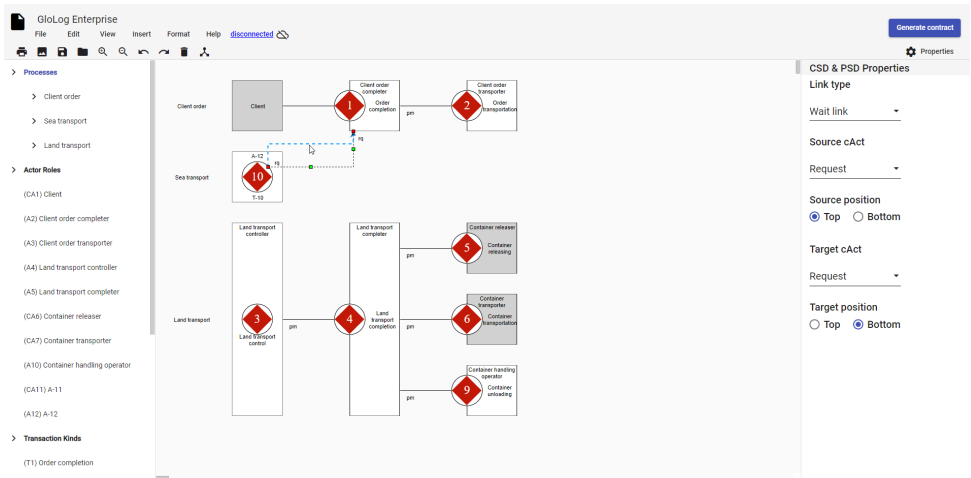 GloLog Enterprise
File Edit View Insert Format Help disconnected
Generate contract
Properties
Processes
Client order
Sea transport
Land transport
Actor Roles
(CA1) Client
(A2) Client order completer
(A3) Client order transporter
(A4) Land transport controller
(A5) Land transport completer
(CA6) Container releaser
(CA7) Container transporter
(A10) Container handling operator
(CA11) A-11
(A12) A-12
Transaction Kinds
(T1) Order completion
Client order
Client
Client order
completer
1
Order
completion
pm
Client order
transporter
2
Order
transportation
rq
Sea transport
A-12
rq
10
T-10
Land transport
Land transport
controller
3
Land transport
control
pm
Land transport
completer
4
Land
transport
completion
pm
Container releaser
5
Container
releasing
pm
Container
transporter
6
Container
transportation
pm
Container handling
operator
9
Container
unloading
CSD & PSD Properties
Link type
Wait link
Source cAct
Request
Source position
Top Bottom
Target cAct
Request
Target position
Top Bottom